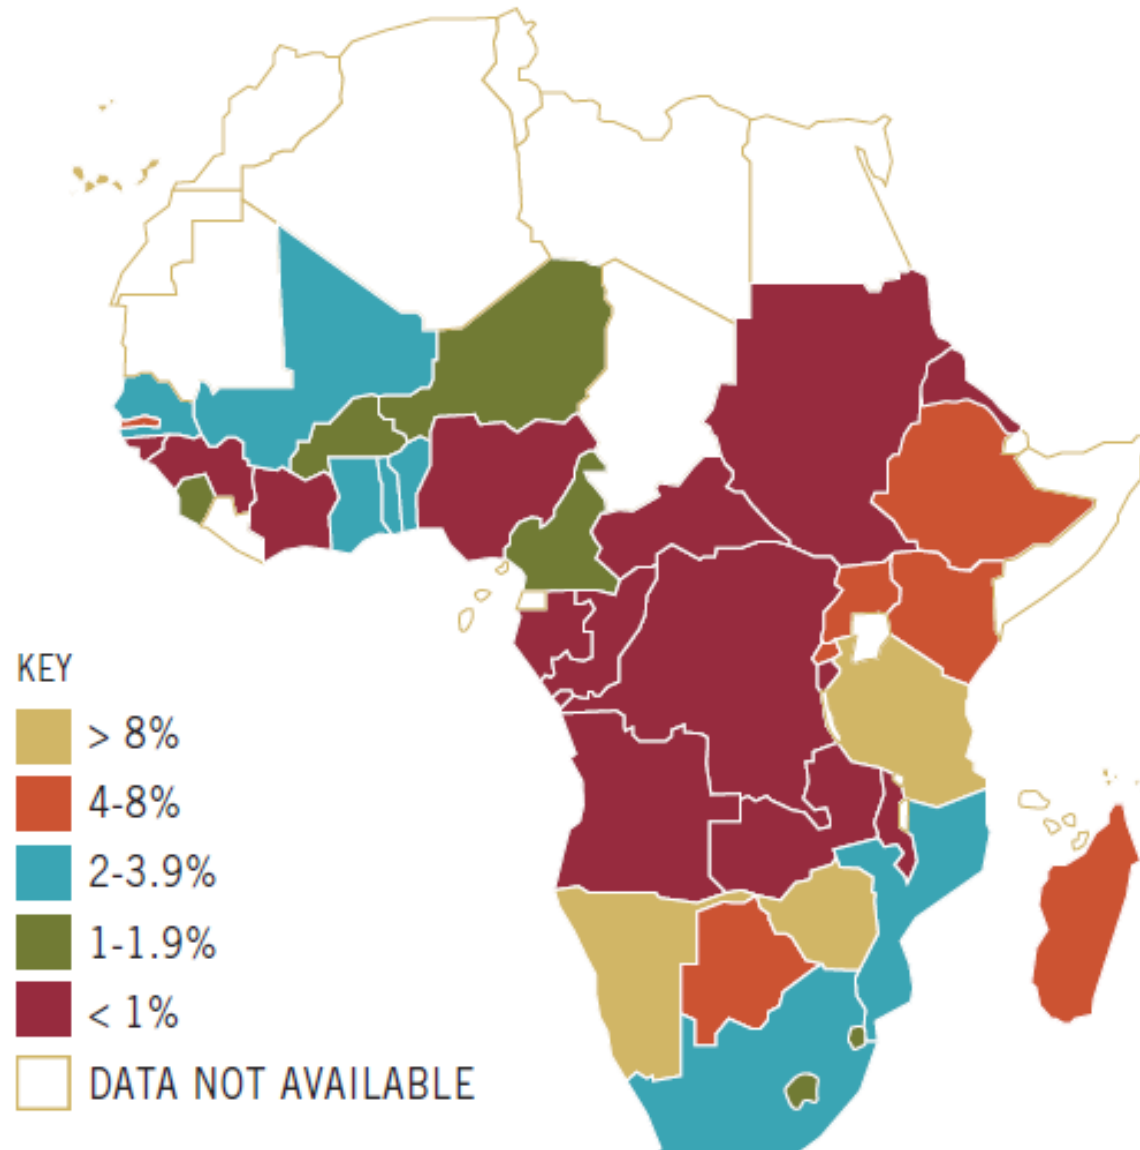 KEY
> 8%
4-8%
2-3.9%
1-1.9%
< 1%
DATA NOT AVAILABLE